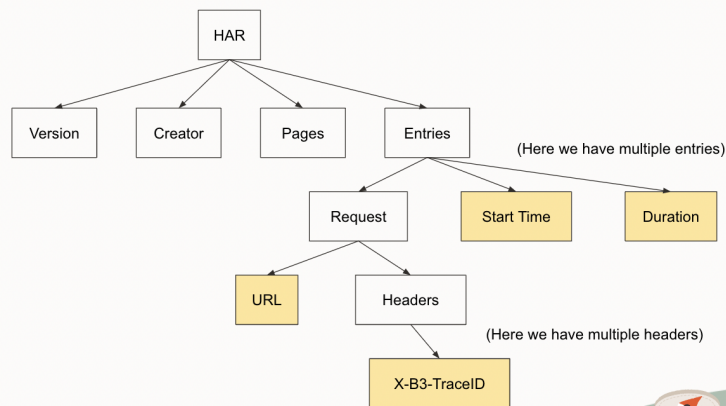 HAR
Version
Creator
Pages
Entries
(Here we have multiple entries)
Request
Start Time
Duration
URL
Headers
(Here we have multiple headers)
X-B3-TraceID